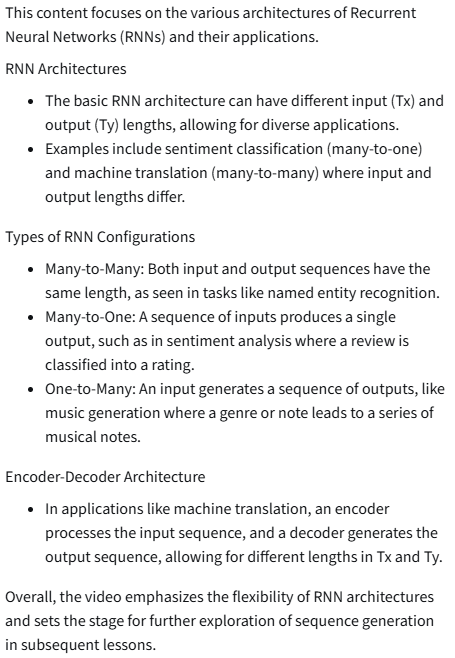 This content focuses on the various architectures of Recurrent
Neural Networks (RNNs) and their applications.
RNN Architectures
• The basic RNN architecture can have different input (Tx) and
output (Ty) lengths, allowing for diverse applications.
• Examples include sentiment classification (many-to-one)
and machine translation (many-to-many) where input and
output lengths differ.
Types of RNN Configurations
• Many-to-Many: Both input and output sequences have the
same length, as seen in tasks like named entity recognition.
• Many-to-One: A sequence of inputs produces a single
output, such as in sentiment analysis where a review is
classified into a rating.
• One-to-Many: An input generates a sequence of outputs, like
music generation where a genre or note leads to a series of
musical notes.
Encoder-Decoder Architecture
• In applications like machine translation, an encoder
processes the input sequence, and a decoder generates the
output sequence, allowing for different lengths in Tx and Ty.
Overall, the video emphasizes the flexibility of RNN architectures
and sets the stage for further exploration of sequence generation
in subsequent lessons.